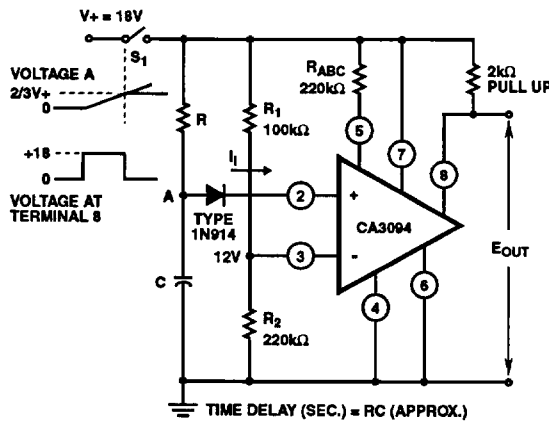 V+ = 18V
S1
VOLTAGE A
2/3V+
0
+18
0
VOLTAGE AT
TERMINAL 8
R
A
C
TYPE
1N914
R1
100kΩ
II
12V
R2
220kΩ
RABC
220kΩ
2kΩ
PULL UP
5
7
8
2
+
CA3094
3
-
4
6
EOUT
TIME DELAY (SEC.) = RC (APPROX.)